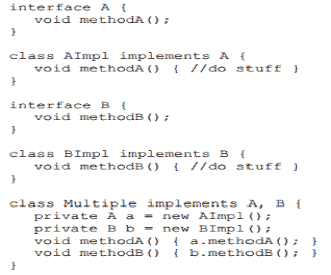 interface A {
void methodA();
}
class AImpl implements A {
void methodA() { //do stuff }
}
interface B {
void methodB();
}
class BImpl implements B {
void methodB() { //do stuff }
}
class Multiple implements A, B {
private A a = new AImpl();
private B b = new BImpl();
void methodA() { a.methodA(); }
void methodB() { b.methodB(); }
}